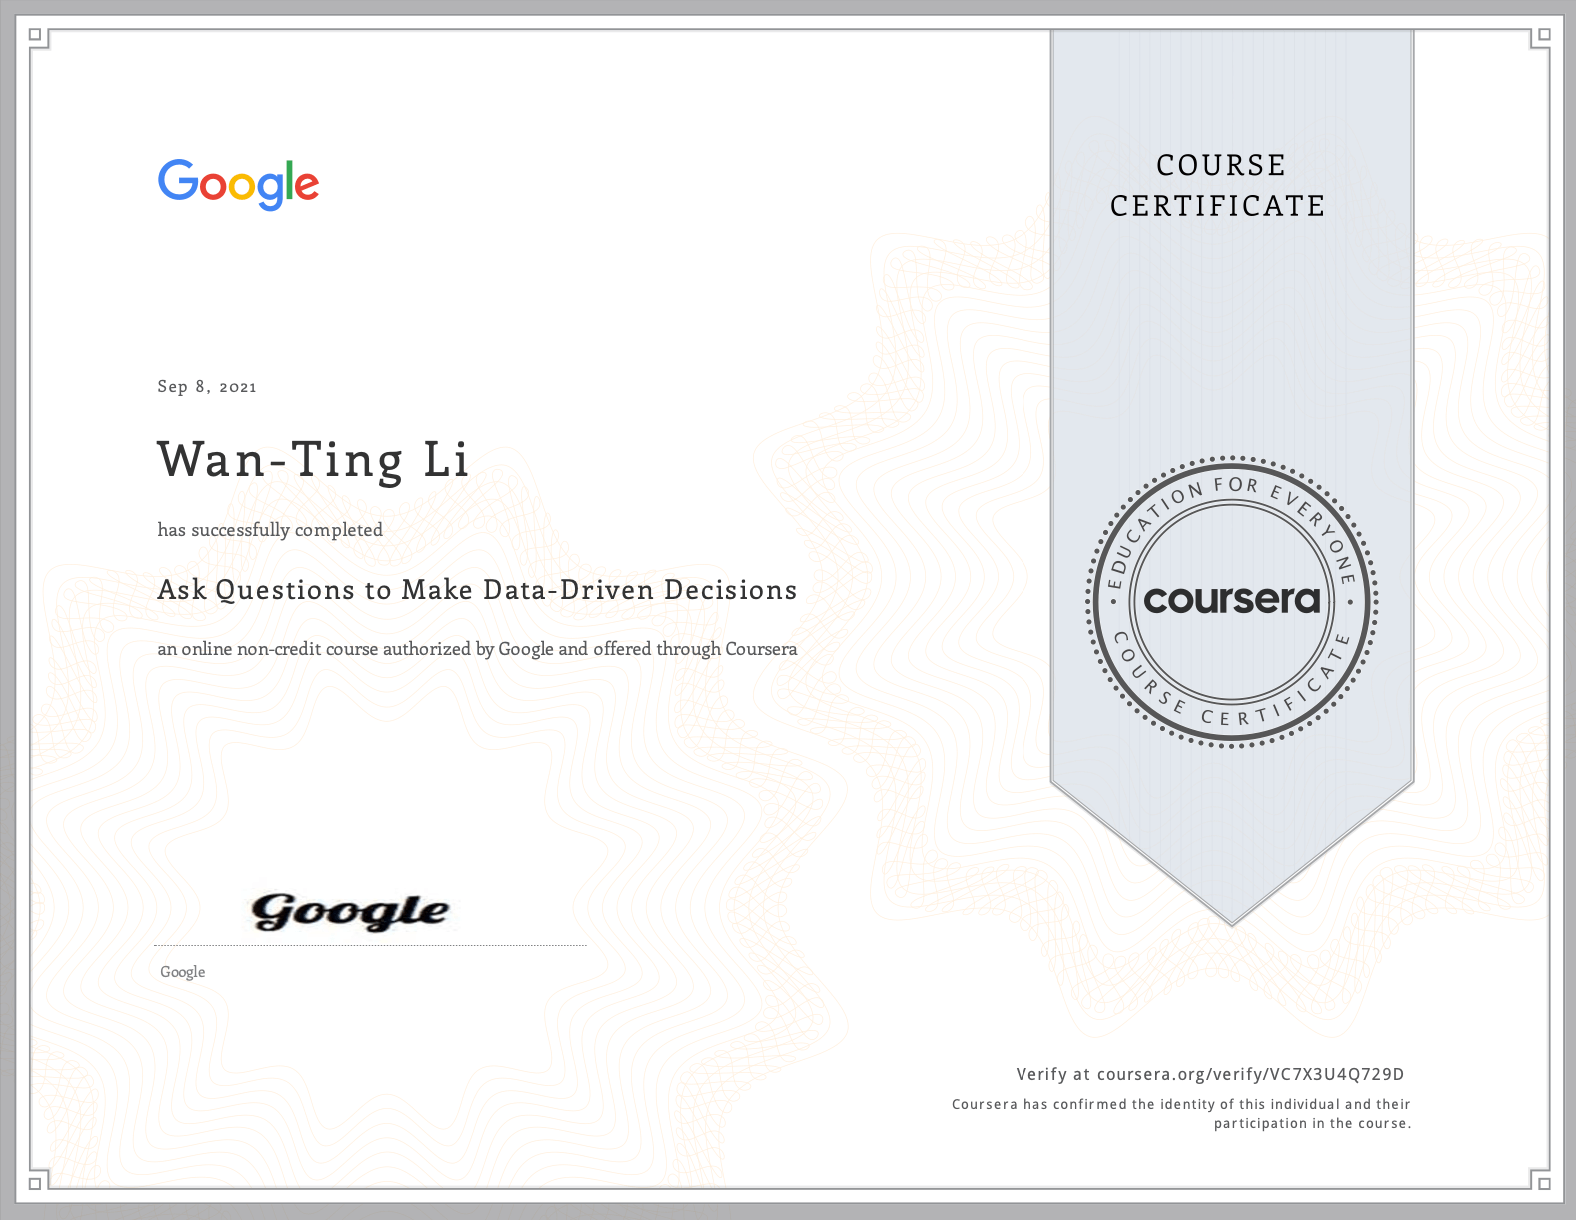 Google
COURSE
CERTIFICATE
Sep 8, 2021
Wan-Ting Li
has successfully completed
Ask Questions to Make Data-Driven Decisions
an online non-credit course authorized by Google and offered through Coursera
EDUCATION FOR EVERYONE
coursera
COURSE CERTIFICATE
Google
Google
Verify at coursera.org/verify/VC7X3U4Q729D
Coursera has confirmed the identity of this individual and their
participation in the course.